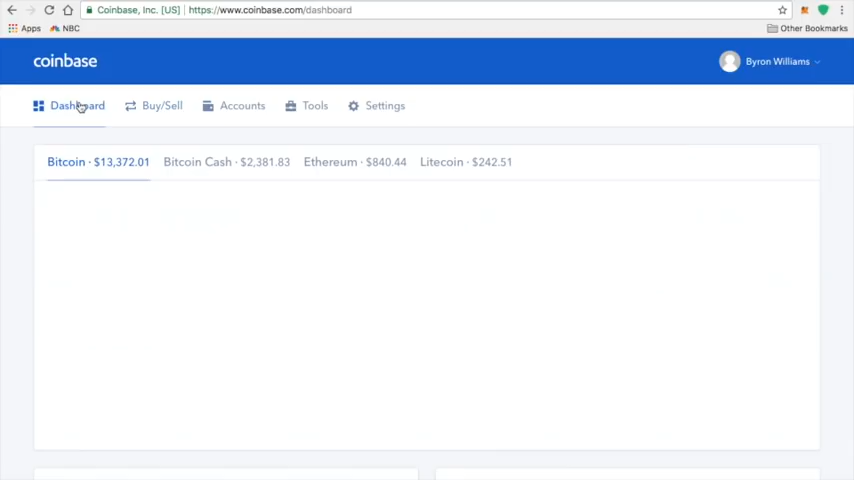 Coinbase, Inc. [US] https://www.coinbase.com/dashboard
Apps NBC Other Bookmarks
coinbase Byron Williams
Dashboard Buy/Sell Accounts Tools Settings
Bitcoin · $13,372.01 Bitcoin Cash · $2,381.83 Ethereum · $840.44 Litecoin · $242.51